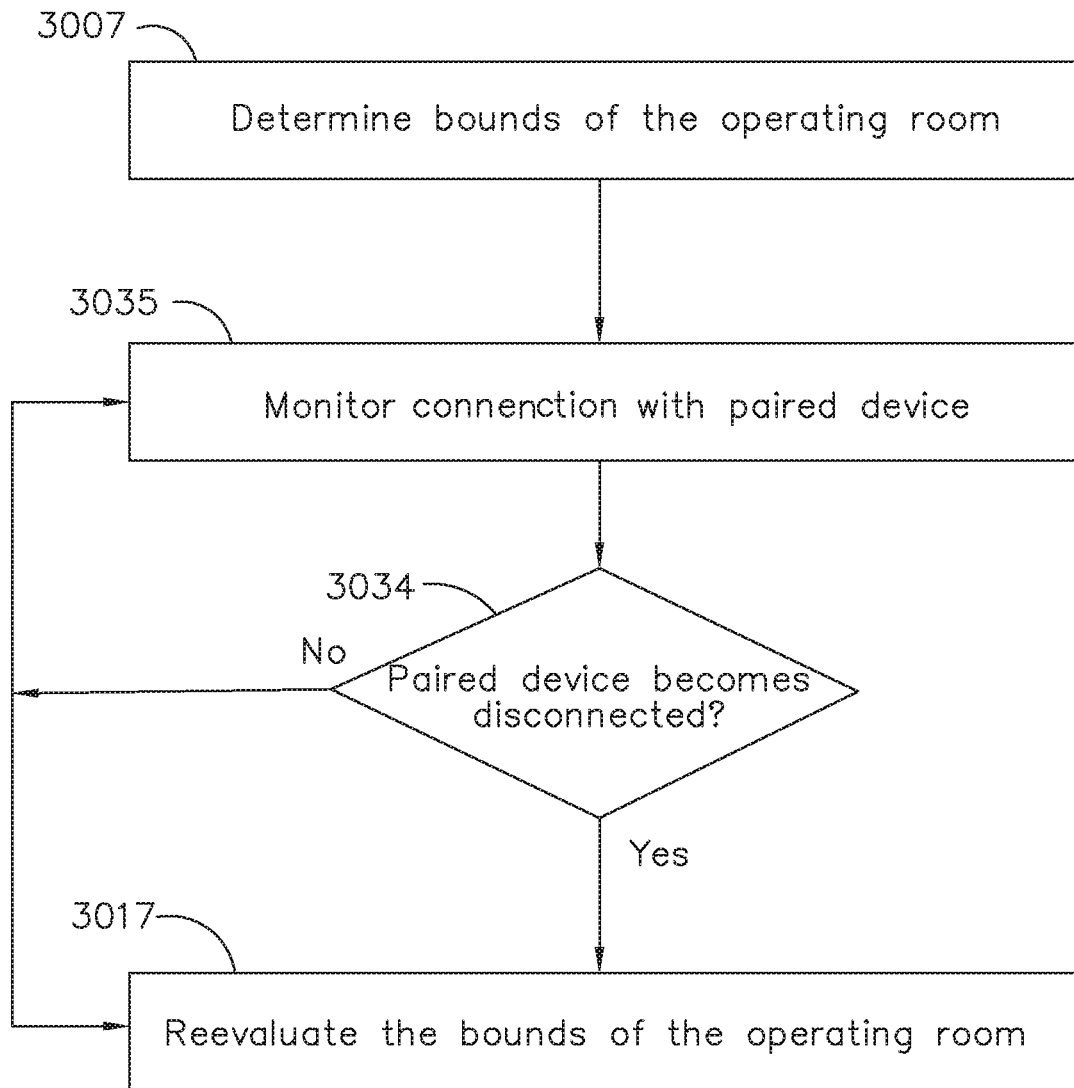 3007
Determine bounds of the operating room
3035
Monitor connenction with paired device
3034
No
Paired device becomes
disconnected?
Yes
3017
Reevaluate the bounds of the operating room